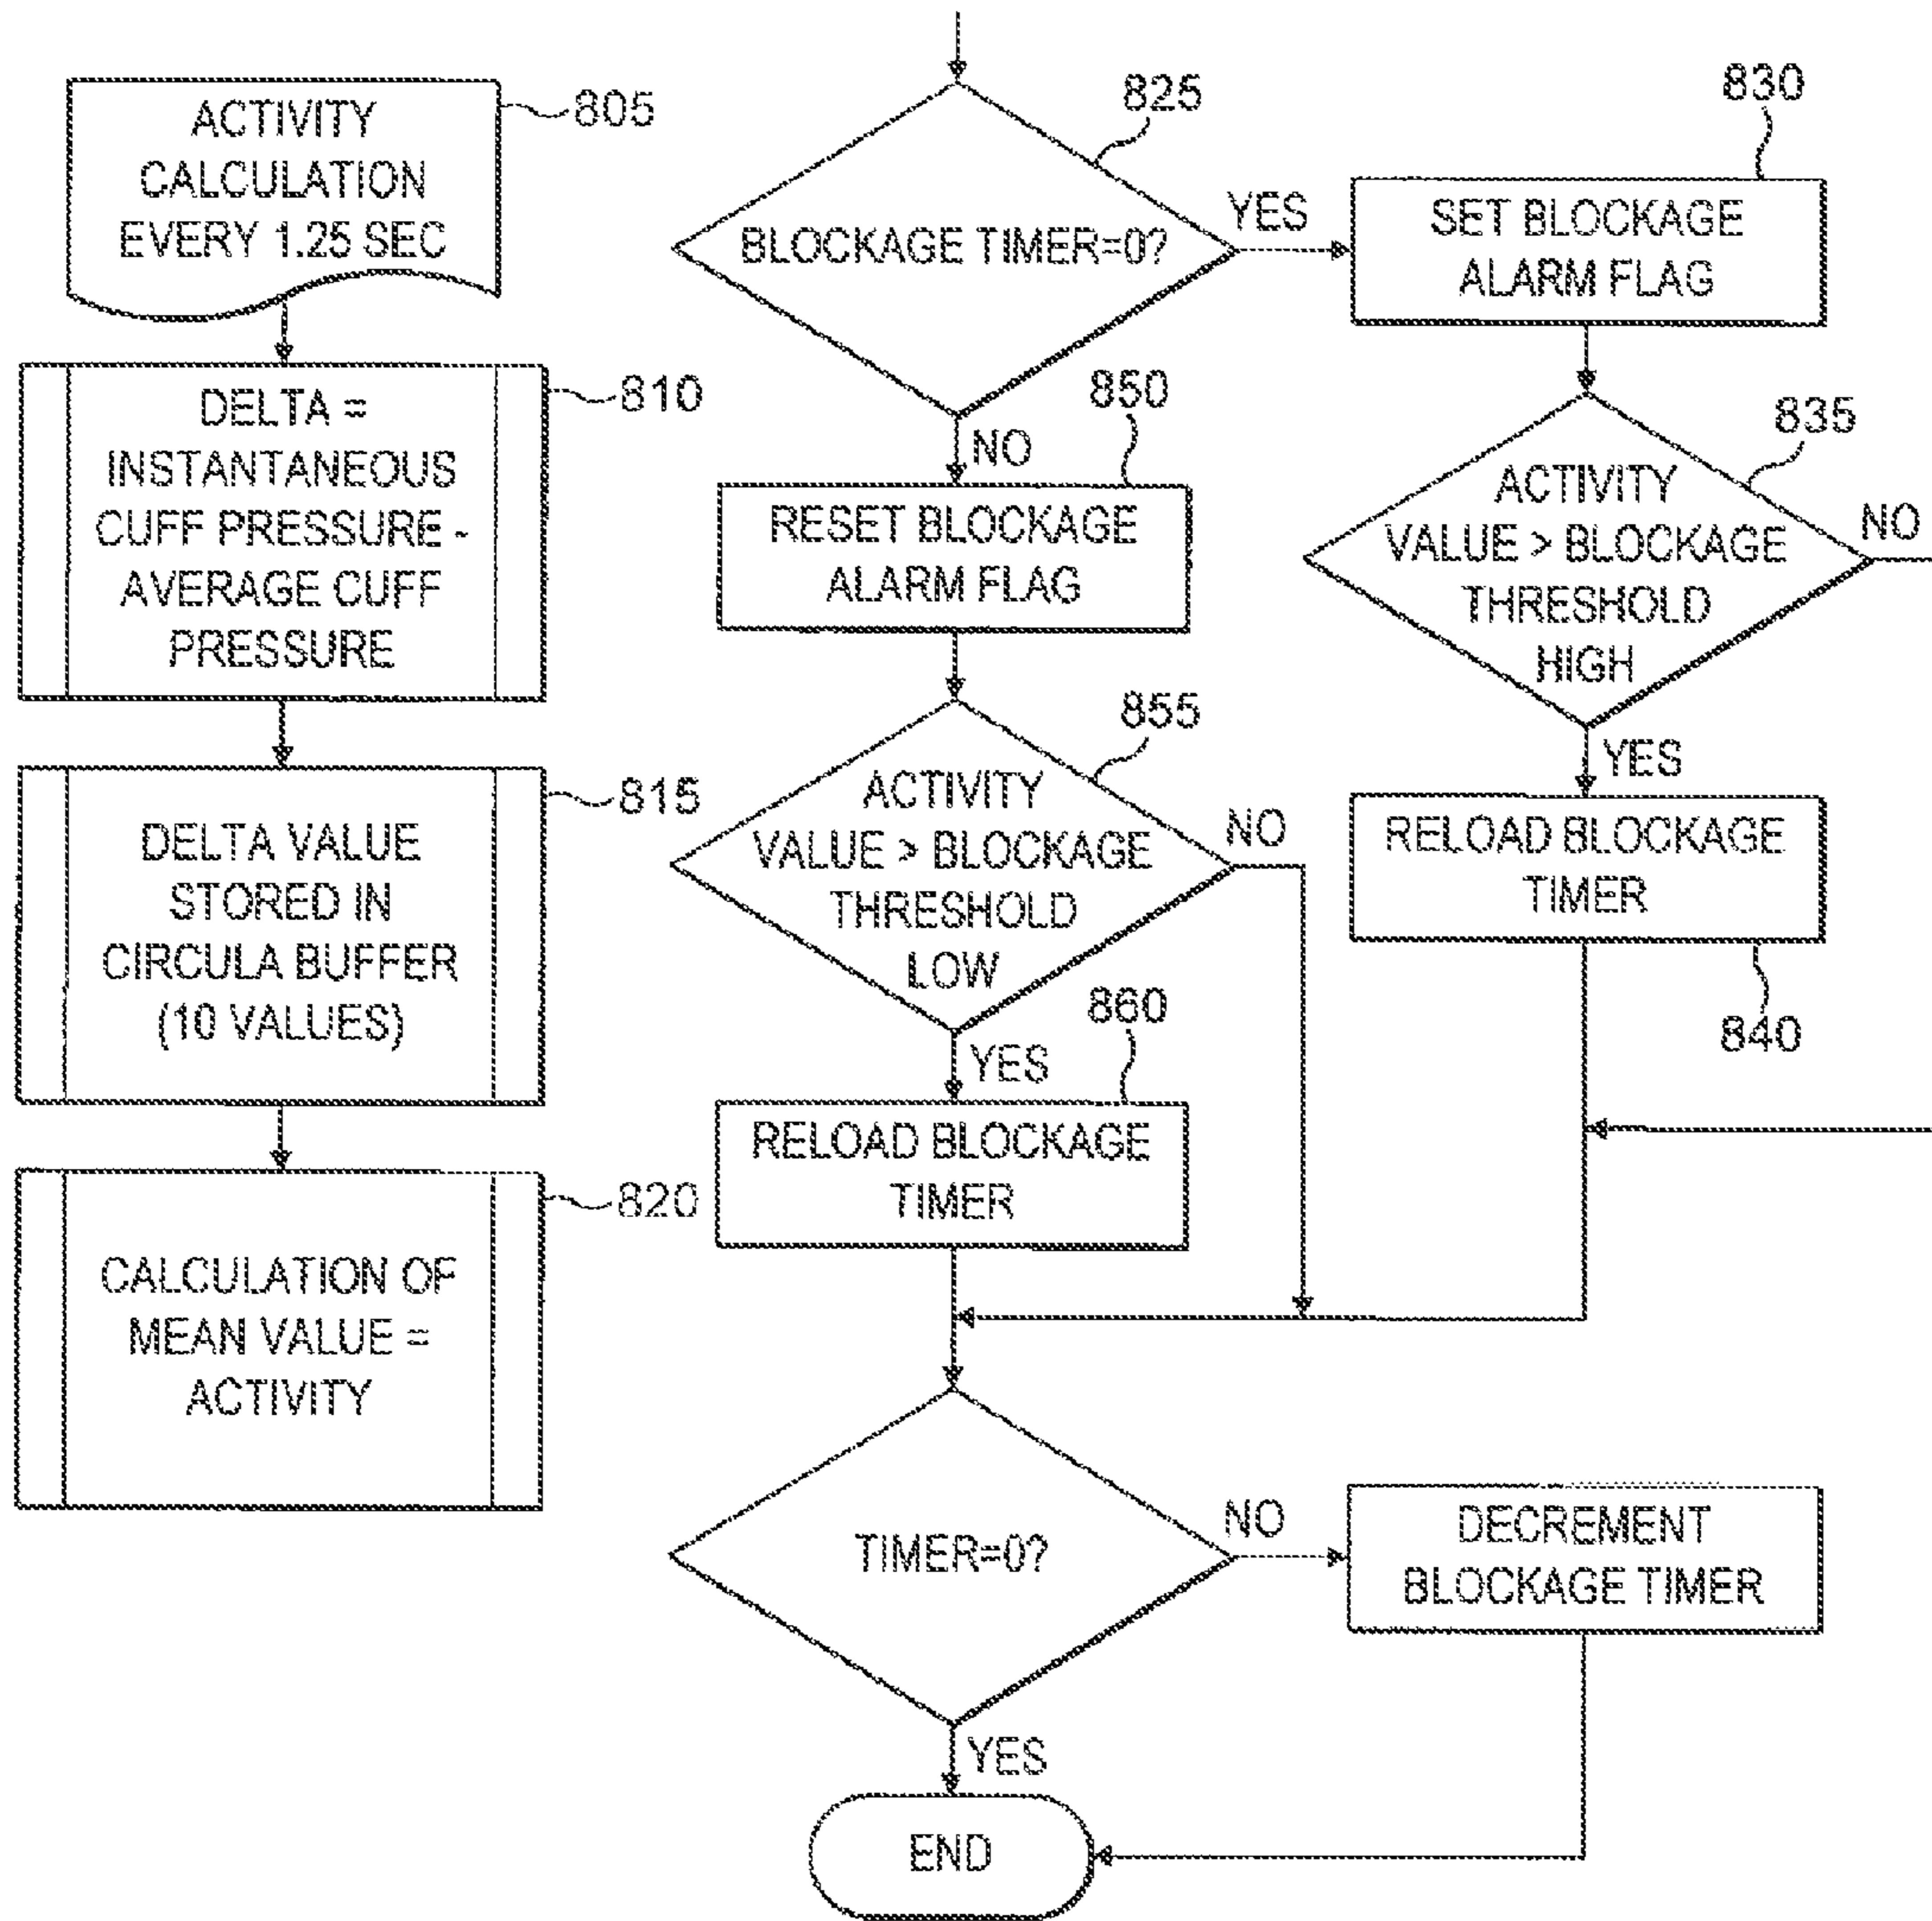 ACTIVITY
CALCULATION
EVERY 1.25 SEC
805
DELTA =
INSTANTANEOUS
CUFF PRESSURE -
AVERAGE CUFF
PRESSURE
810
DELTA VALUE
STORED IN
CIRCULA BUFFER
(10 VALUES)
815
CALCULATION OF
MEAN VALUE =
ACTIVITY
820
825
BLOCKAGE TIMER=0?
YES
NO
830
SET BLOCKAGE
ALARM FLAG
835
ACTIVITY
VALUE > BLOCKAGE
THRESHOLD
HIGH
NO
YES
RELOAD BLOCKAGE
TIMER
840
850
RESET BLOCKAGE
ALARM FLAG
855
ACTIVITY
VALUE > BLOCKAGE
THRESHOLD
LOW
NO
YES
860
RELOAD BLOCKAGE
TIMER
TIMER=0?
NO
DECREMENT
BLOCKAGE TIMER
YES
END